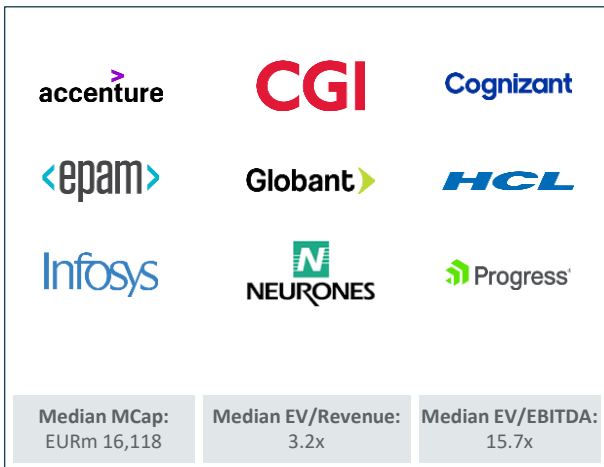 accenture
CGI
Cognizant
<epam>
Globant
HCL
Infosys
N
NEURONES
Progress
Median MCap:
EURm 16,118
Median EV/Revenue:
3.2x
Median EV/EBITDA:
15.7x